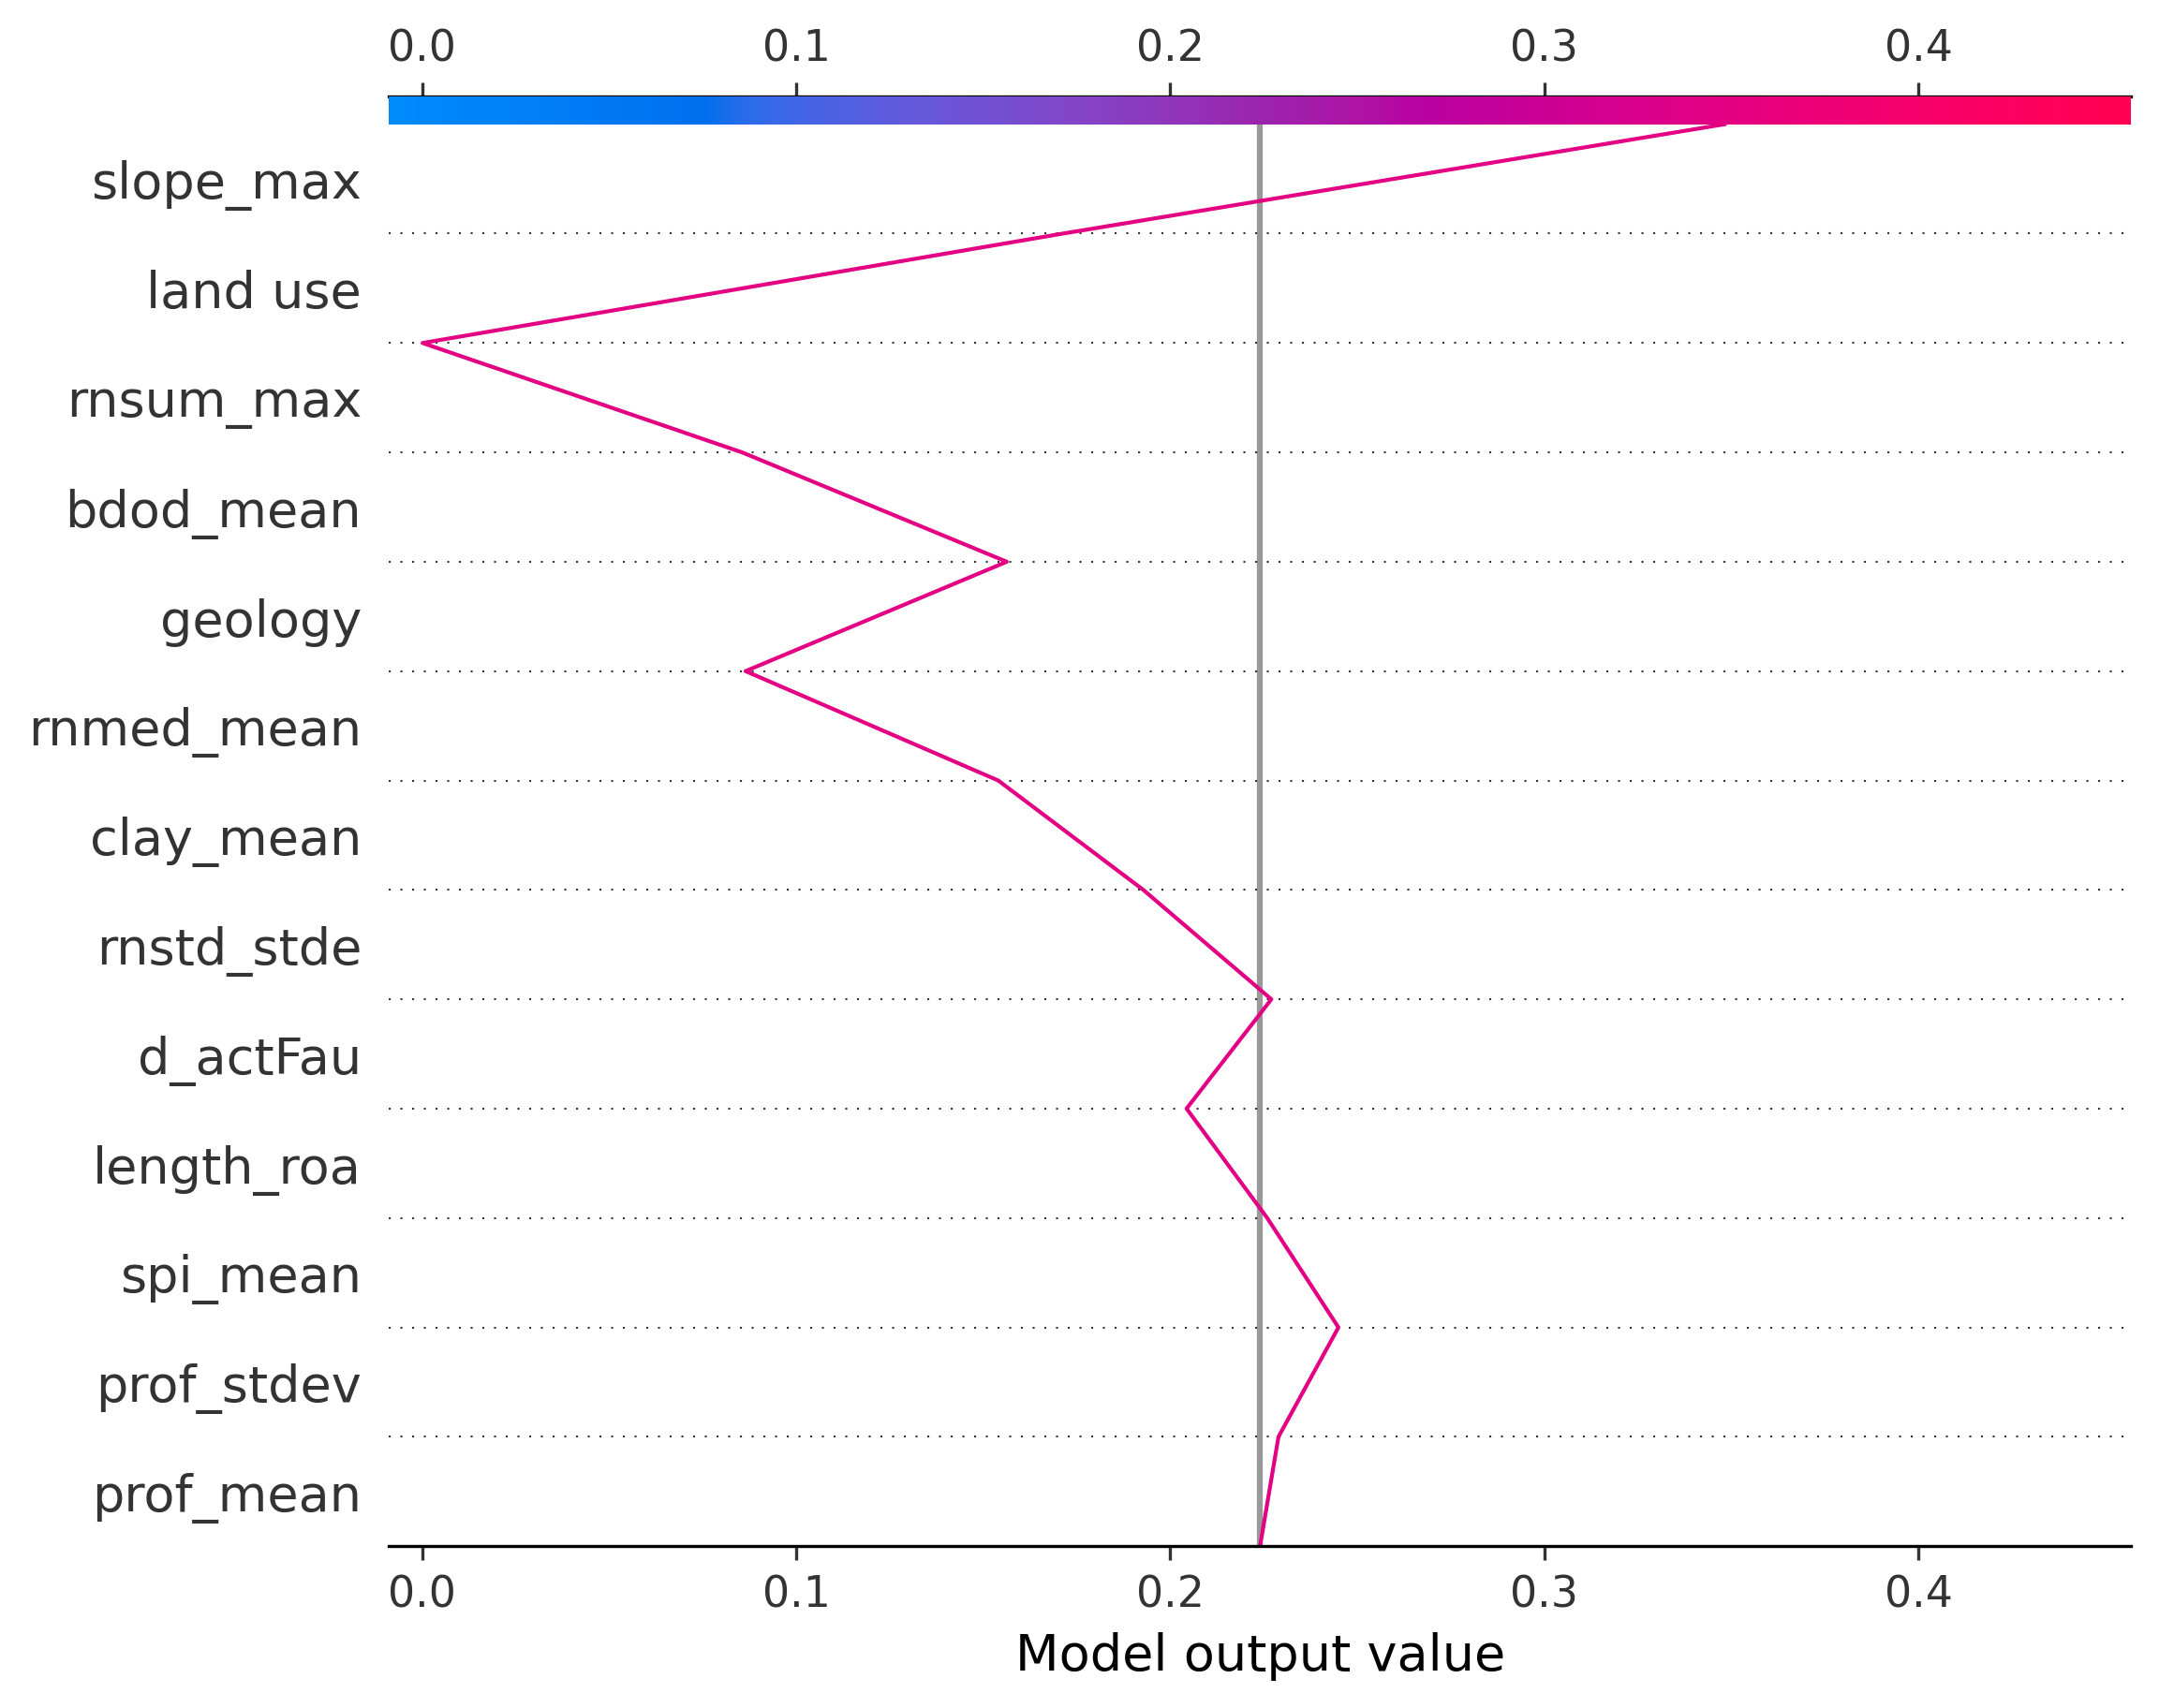 0.0 0.1 0.2 0.3 0.4
slope_max
land use
rnsum_max
bdod_mean
geology
rnmed_mean
clay_mean
rnstd_stde
d_actFau
length_roa
spi_mean
prof_stdev
prof_mean
0.0 0.1 0.2 0.3 0.4
Model output value